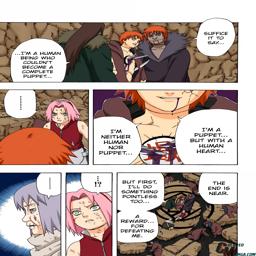 SUFFICE
IT TO
SAY...
...I'M A HUMAN
BEING WHO
COULDN'T
BECOME A
COMPLETE
PUPPET...
I'M A
PUPPET...
BUT WITH A
HUMAN
HEART...
I'M
NEITHER
HUMAN
NOR
PUPPET...
THE
END IS
NEAR.
BUT FIRST,
I'LL DO
SOMETHING
POINTLESS
TOO...
A
REWARD...
FOR
DEFEATING
ME.
!?